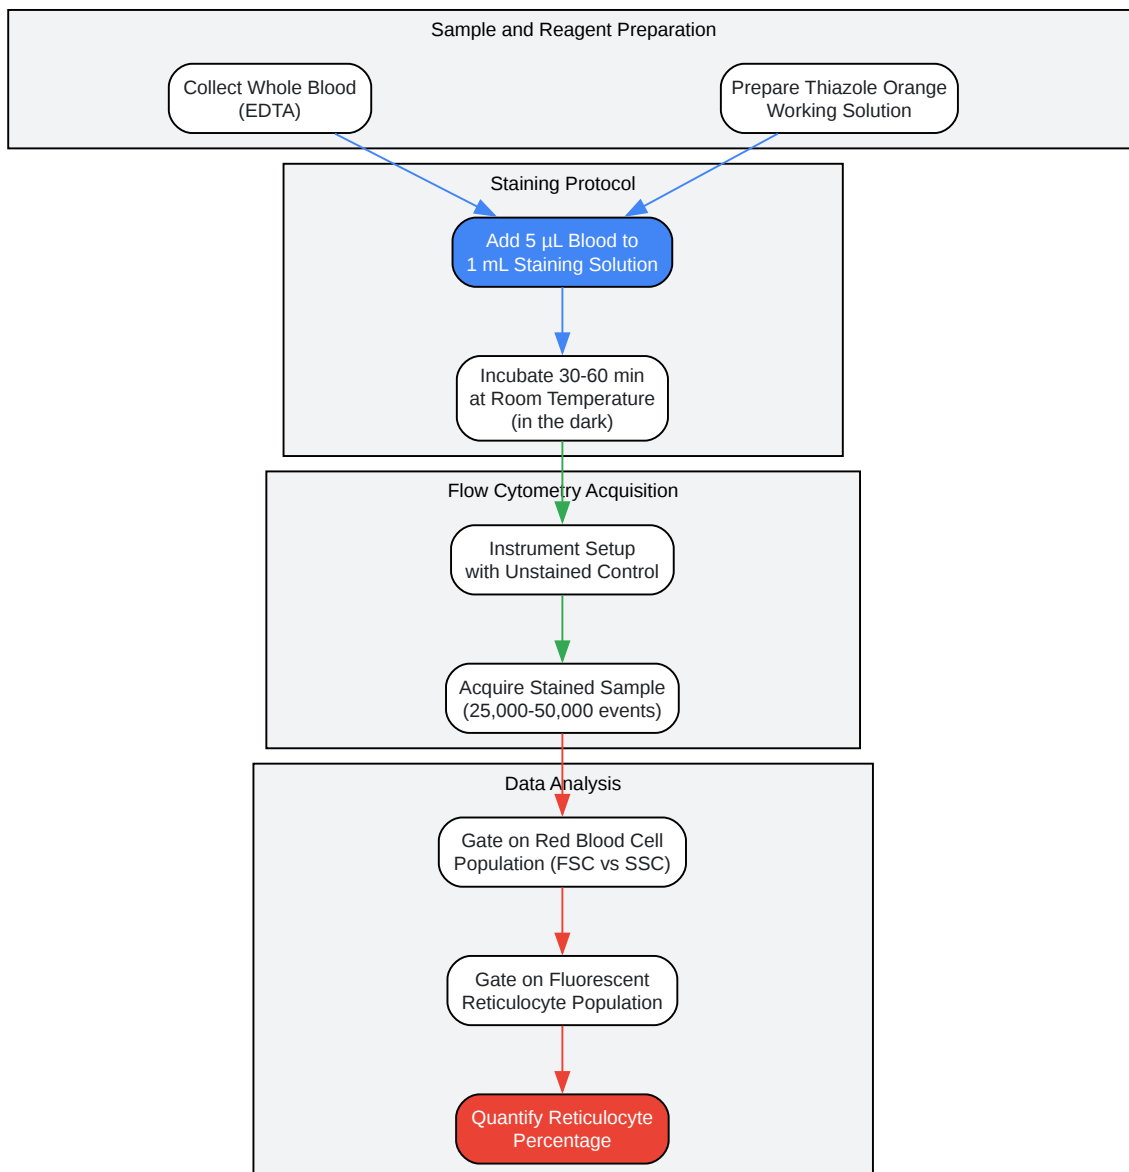 Sample and Reagent Preparation
Collect Whole Blood
(EDTA)
Prepare Thiazole Orange
Working Solution
Staining Protocol
Add 5 µL Blood to
1 mL Staining Solution
Incubate 30-60 min
at Room Temperature
(in the dark)
Flow Cytometry Acquisition
Instrument Setup
with Unstained Control
Acquire Stained Sample
(25,000-50,000 events)
Data Analysis
Gate on Red Blood Cell
Population (FSC vs SSC)
Gate on Fluorescent
Reticulocyte Population
Quantify Reticulocyte
Percentage